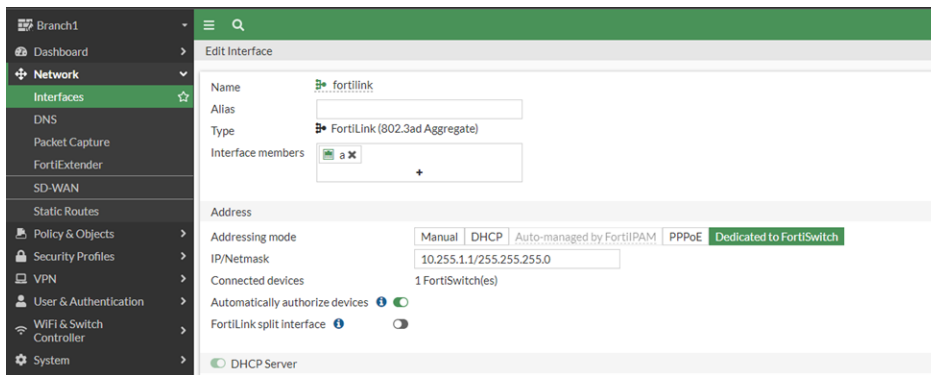 Branch1
Dashboard
Network
Interfaces
DNS
Packet Capture
FortiExtender
SD-WAN
Static Routes
Policy & Objects
Security Profiles
VPN
User & Authentication
WiFi & Switch
Controller
System
Edit Interface
Name fortilink
Alias
Type FortiLink (802.3ad Aggregate)
Interface members a
Address
Addressing mode Manual DHCP Auto-managed by FortiIPAM PPPoE Dedicated to FortiSwitch
IP/Netmask 10.255.1.1/255.255.255.0
Connected devices 1 FortiSwitch(es)
Automatically authorize devices
FortiLink split interface
DHCP Server